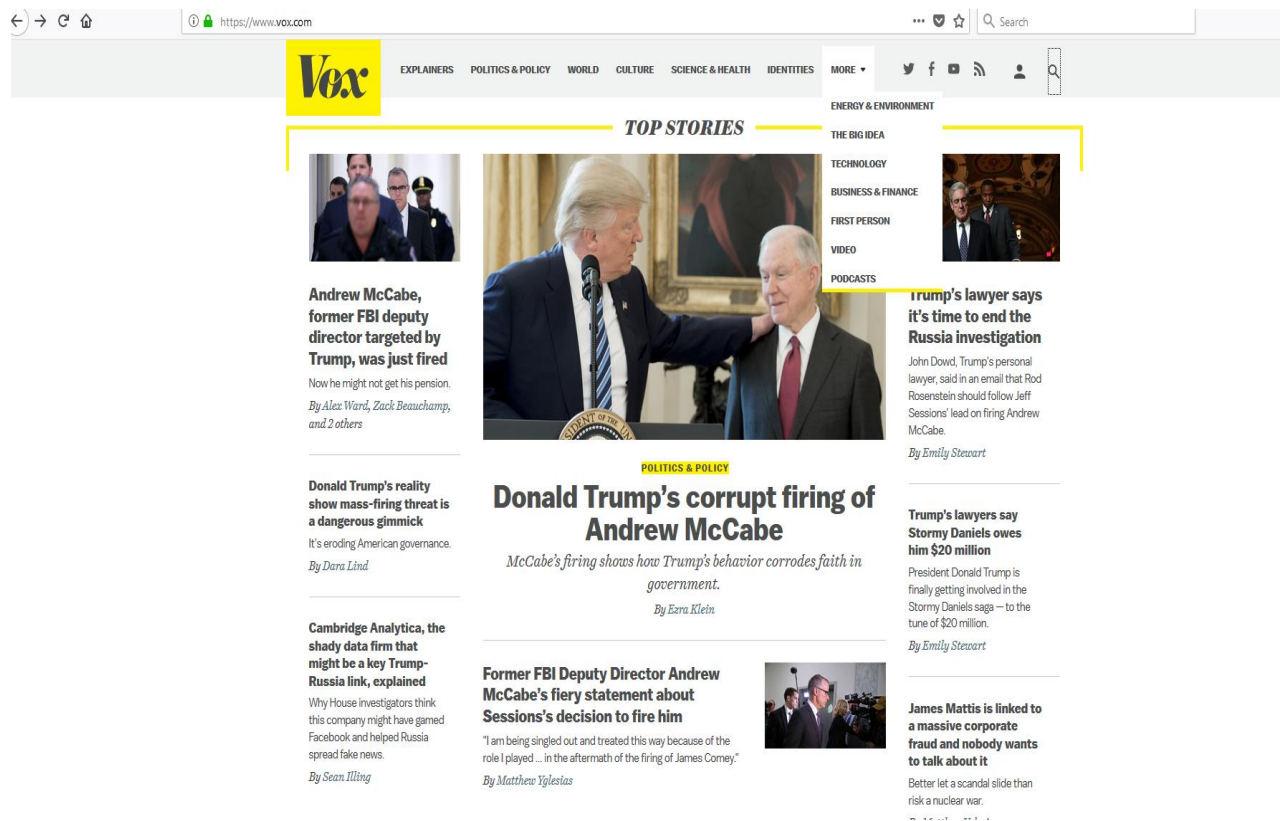 https://www.vox.com
Search
Vox
EXPLAINERS POLITICS & POLICY WORLD CULTURE SCIENCE & HEALTH IDENTITIES MORE
ENERGY & ENVIRONMENT
THE BIG IDEA
TECHNOLOGY
BUSINESS & FINANCE
FIRST PERSON
VIDEO
PODCASTS
TOP STORIES
Andrew McCabe,
former FBI deputy
director targeted by
Trump, was just fired
Now he might not get his pension.
By Alex Ward, Zack Beauchamp,
and 2 others
Donald Trump's reality
show mass-firing threat is
a dangerous gimmick
It's eroding American governance.
By Dara Lind
Cambridge Analytica, the
shady data firm that
might be a key Trump-
Russia link, explained
Why House investigators think
this company might have gamed
Facebook and helped Russia
spread fake news.
By Sean Illing
POLITICS & POLICY
Donald Trump's corrupt firing of
Andrew McCabe
McCabe's firing shows how Trump's behavior corrodes faith in
government.
By Ezra Klein
Former FBI Deputy Director Andrew
McCabe's fiery statement about
Sessions's decision to fire him
"I am being singled out and treated this way because of the
role I played ... in the aftermath of the firing of James Comey."
By Matthew Yglesias
Trump's lawyer says
it's time to end the
Russia investigation
John Dowd, Trump's personal
lawyer, said in an email that Rod
Rosenstein should follow Jeff
Sessions' lead on firing Andrew
McCabe.
By Emily Stewart
Trump's lawyers say
Stormy Daniels owes
him $20 million
President Donald Trump is
finally getting involved in the
Stormy Daniels saga — to the
tune of $20 million.
By Emily Stewart
James Mattis is linked to
a massive corporate
fraud and nobody wants
to talk about it
Better let a scandal slide than
risk a nuclear war.